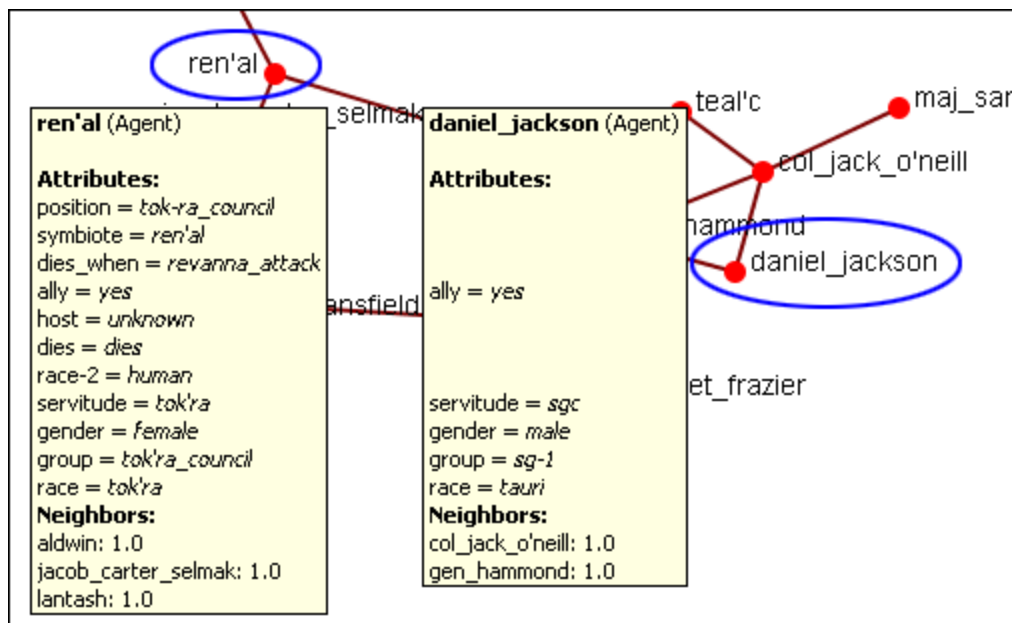 ren'al
_selmak
teal'c
maj_sar
col_jack_o'neill
hammond
daniel_jackson
ansfield
et_frazier
ren'al (Agent)
Attributes:
position = tok-ra_council
symbiote = ren'al
dies_when = revanna_attack
ally = yes
host = unknown
dies = dies
race-2 = human
servitude = tok'ra
gender = female
group = tok'ra_council
race = tok'ra
Neighbors:
aldwin: 1.0
jacob_carter_selmak: 1.0
lantash: 1.0
daniel_jackson (Agent)
Attributes:
ally = yes
servitude = sgc
gender = male
group = sg-1
race = tauri
Neighbors:
col_jack_o'neill: 1.0
gen_hammond: 1.0